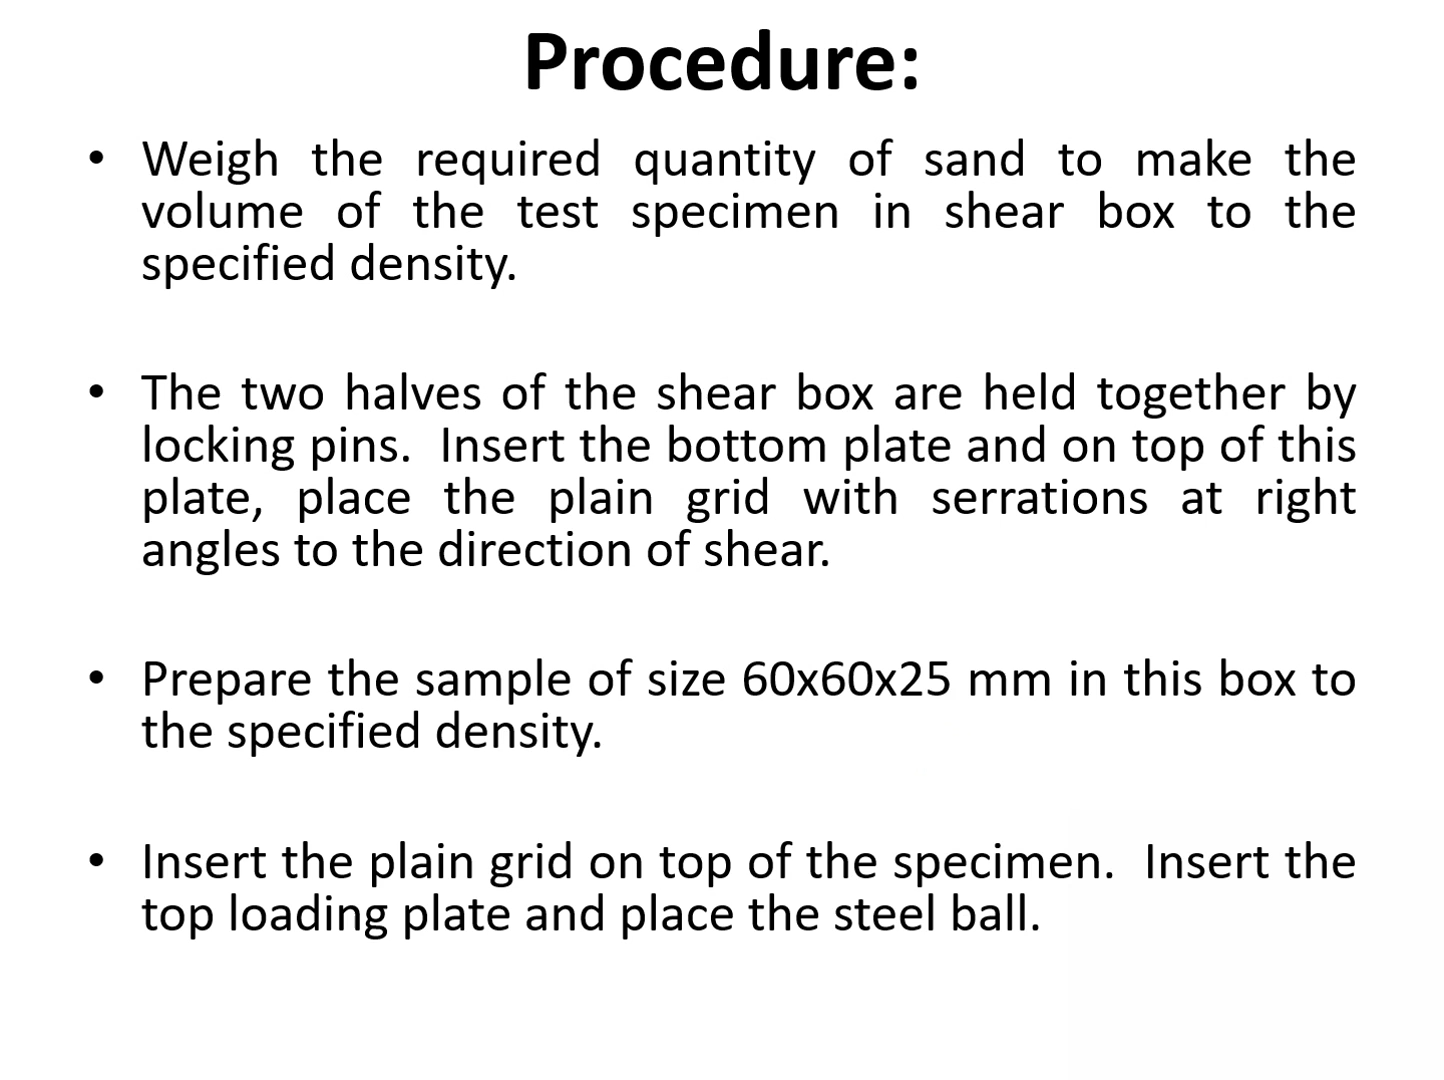 Procedure:
• Weigh the required quantity of sand to make the
volume of the test specimen in shear box to the
specified density.
• The two halves of the shear box are held together by
locking pins.  Insert the bottom plate and on top of this
plate, place the plain grid with serrations at right
angles to the direction of shear.
• Prepare the sample of size 60x60x25 mm in this box to
the specified density.
• Insert the plain grid on top of the specimen.  Insert the
top loading plate and place the steel ball.